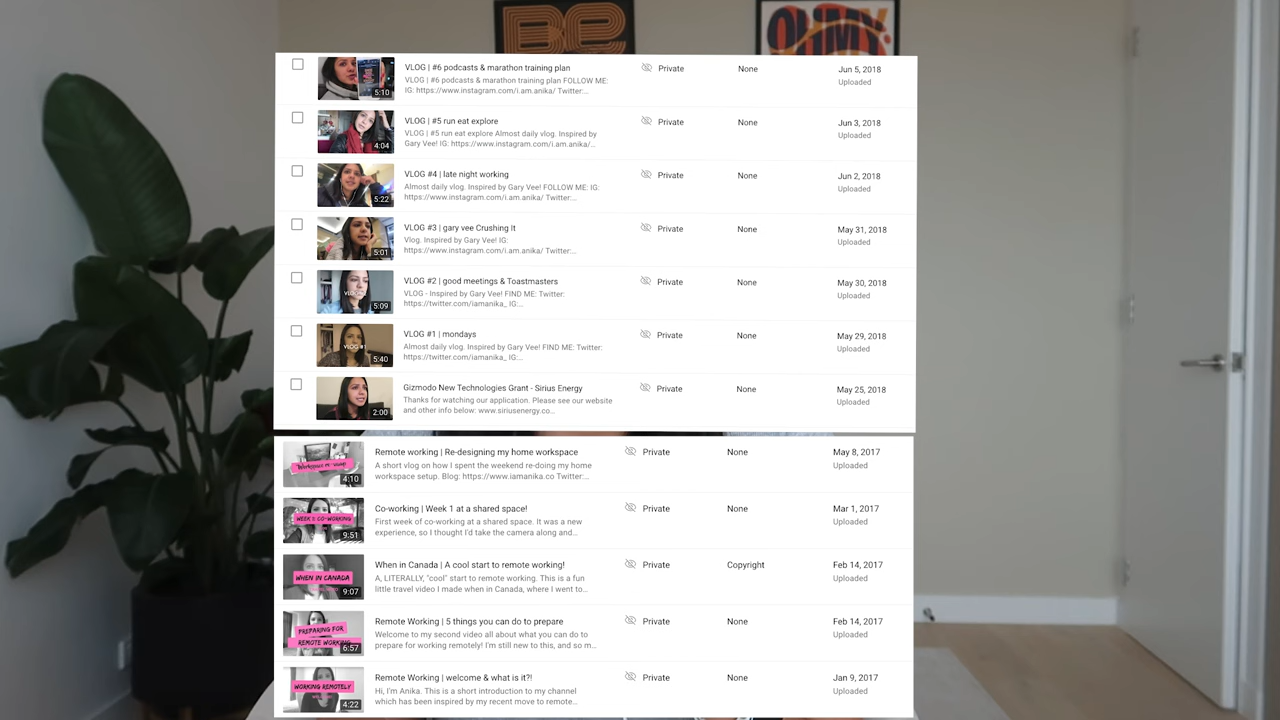 BE
OH MY
VLOG | #6 podcasts & marathon training plan
VLOG | #6 podcasts & marathon training plan FOLLOW ME:
IG: https://www.instagram.com/i.am.anika/ Twitter:...
5:10
Private
None
Jun 5, 2018
Uploaded
VLOG | #5 run eat explore
VLOG | #5 run eat explore Almost daily vlog. Inspired by
Gary Vee! IG: https://www.instagram.com/i.am.anika/...
4:04
Private
None
Jun 3, 2018
Uploaded
VLOG #4 | late night working
Almost daily vlog. Inspired by Gary Vee! FOLLOW ME: IG:
https://www.instagram.com/i.am.anika/ Twitter:...
5:22
Private
None
Jun 2, 2018
Uploaded
VLOG #3 | gary vee Crushing It
Vlog. Inspired by Gary Vee! IG:
https://www.instagram.com/i.am.anika/ Twitter:...
5:01
Private
None
May 31, 2018
Uploaded
VLOG #2 | good meetings & Toastmasters
VLOG - Inspired by Gary Vee! FIND ME: Twitter:
https://twitter.com/iamanika_ IG:...
5:09
Private
None
May 30, 2018
Uploaded
VLOG #1 | mondays
Almost daily vlog. Inspired by Gary Vee! FIND ME: Twitter:
https://twitter.com/iamanika_ IG:...
VLOG #1
5:40
Private
None
May 29, 2018
Uploaded
Gizmodo New Technologies Grant - Sirius Energy
Thanks for watching our application. Please see our website
and other info below: www.siriusenergy.co...
2:00
Private
None
May 25, 2018
Uploaded
Remote working | Re-designing my home workspace
A short vlog on how I spent the weekend re-doing my home
workspace setup. Blog: https://www.iamanika.co Twitter:...
4:10
Private
None
May 8, 2017
Uploaded
Co-working | Week 1 at a shared space!
First week of co-working at a shared space. It was a new
experience, so I thought I'd take the camera along and...
WEEK 1: CO-WORKING
9:51
Private
None
Mar 1, 2017
Uploaded
When in Canada | A cool start to remote working!
A, LITERALLY, "cool" start to remote working. This is a fun
little travel video I made when in Canada, where I went to...
WHEN IN CANADA
9:07
Private
Copyright
Feb 14, 2017
Uploaded
Remote Working | 5 things you can do to prepare
Welcome to my second video all about what you can do to
prepare for working remotely! I'm still new to this, and so m...
PREPARING FOR
REMOTE WORKING
6:57
Private
None
Feb 14, 2017
Uploaded
Remote Working | welcome & what is it?!
Hi, I'm Anika. This is a short introduction to my channel
which has been inspired by my recent move to remote...
WORKING REMOTELY
4:22
Private
None
Jan 9, 2017
Uploaded